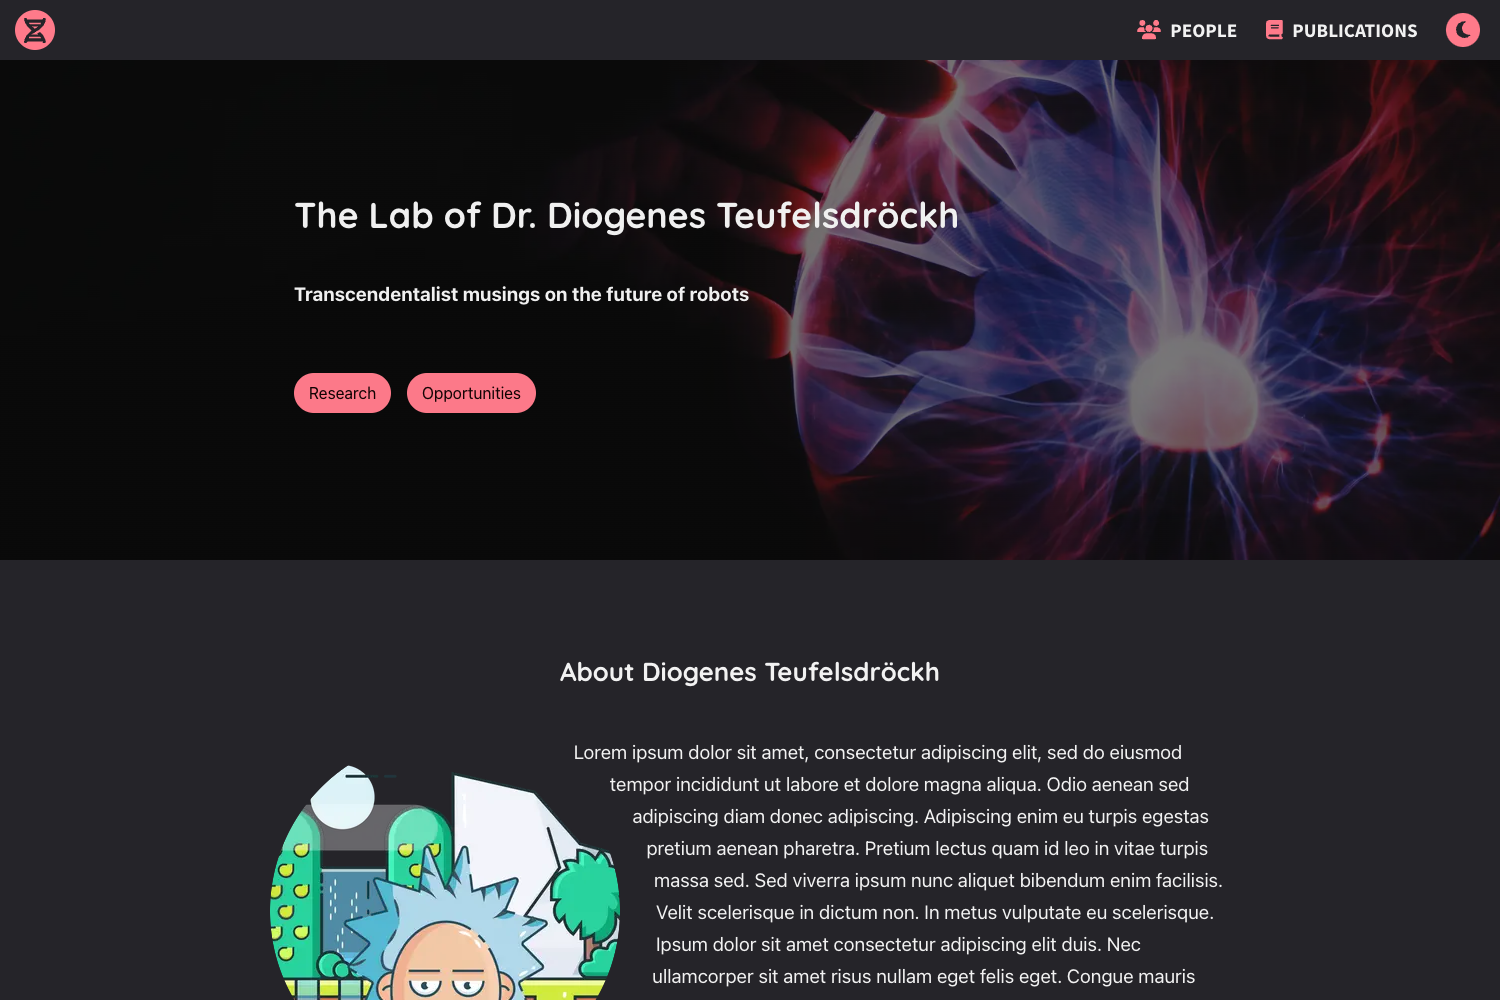 PEOPLE
PUBLICATIONS
The Lab of Dr. Diogenes Teufelsdröckh
Transcendentalist musings on the future of robots
Research
Opportunities
About Diogenes Teufelsdröckh
Lorem ipsum dolor sit amet, consectetur adipiscing elit, sed do eiusmod
tempor incididunt ut labore et dolore magna aliqua. Odio aenean sed
adipiscing diam donec adipiscing. Adipiscing enim eu turpis egestas
pretium aenean pharetra. Pretium lectus quam id leo in vitae turpis
massa sed. Sed viverra ipsum nunc aliquet bibendum enim facilisis.
Velit scelerisque in dictum non. In metus vulputate eu scelerisque.
Ipsum dolor sit amet consectetur adipiscing elit duis. Nec
ullamcorper sit amet risus nullam eget felis eget. Congue mauris